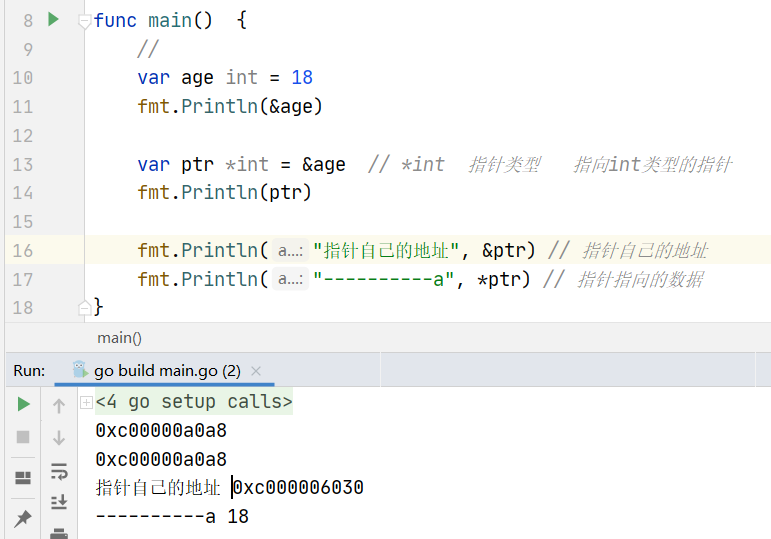 8 func main()  {
9 //
10 var age int = 18
11 fmt.Println(&age)
12
13 var ptr *int = &age  // *int  指针类型   指向int类型的指针
14 fmt.Println(ptr)
15
16 fmt.Println( a...: "指针自己的地址", &ptr) // 指针自己的地址
17 fmt.Println( a...: "----------a", *ptr) // 指针指向的数据
18 }
main()
Run: go build main.go (2) ×
<4 go setup calls>
0xc00000a0a8
0xc00000a0a8
指针自己的地址 0xc000006030
----------a 18